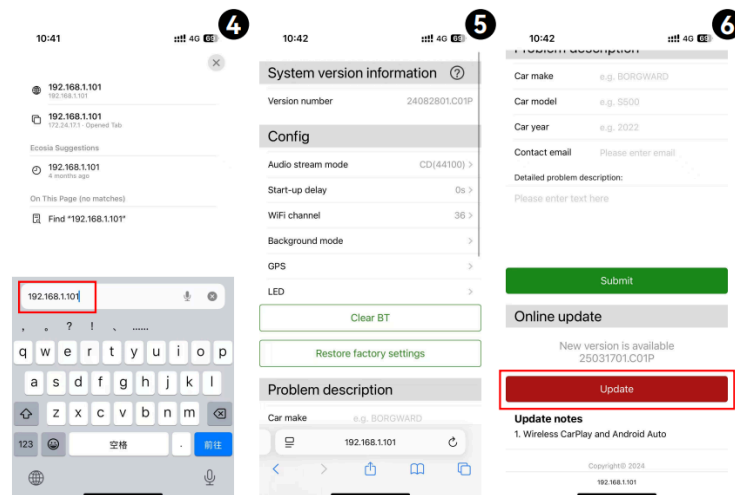 4
10:41
4G 69
192.168.1.101
192.168.1.101
192.168.1.101
172.24.17.1 - Opened Tab
Ecosia Suggestions
192.168.1.101
4 months ago
On This Page (no matches)
Find "192.168.1.101"
192.168.1.101
, 。 ? ! 、 ......
q w e r t y u i o p
a s d f g h j k l
z x c v b n m
123 空格 . 前往
5
10:42
4G 69
System version information ?
Version number 24082801.C01P
Config
Audio stream mode CD(44100) >
Start-up delay 0s >
WiFi channel 36 >
Background mode >
GPS >
LED >
Clear BT
Restore factory settings
Problem description
Car make e.g. BORGWARD
192.168.1.101
6
10:42
4G 69
Problem description
Car make e.g. BORGWARD
Car model e.g. S500
Car year e.g. 2022
Contact email Please enter email
Detailed problem description:
Please enter text here
Submit
Online update
New version is available
25031701.C01P
Update
Update notes
1. Wireless CarPlay and Android Auto
Copyright© 2024
192.168.1.101